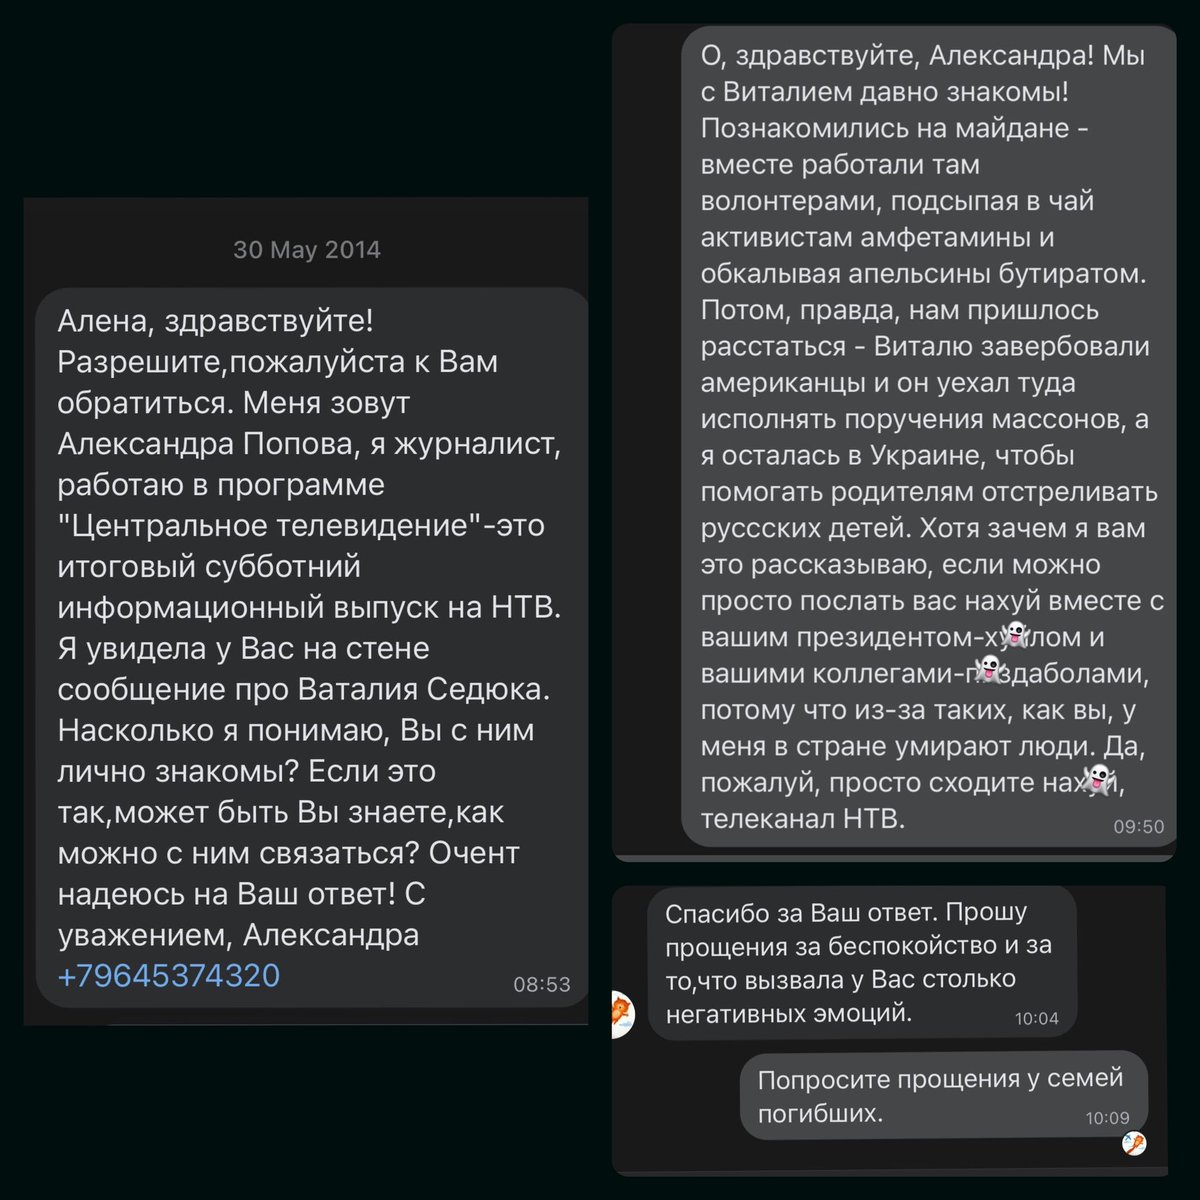 30 May 2014
Алена, здравствуйте!
Разрешите,пожалуйста к Вам
обратиться. Меня зовут
Александра Попова, я журналист,
работаю в программе
"Центральное телевидение"-это
итоговый субботний
информационный выпуск на НТВ.
Я увидела у Вас на стене
сообщение про Ваталия Седюка.
Насколько я понимаю, Вы с ним
лично знакомы? Если это
так,может быть Вы знаете,как
можно с ним связаться? Очент
надеюсь на Ваш ответ! С
уважением, Александра
+79645374320
08:53
О, здравствуйте, Александра! Мы
с Виталием давно знакомы!
Познакомились на майдане -
вместе работали там
волонтерами, подсыпая в чай
активистам амфетамины и
обкалывая апельсины бутиратом.
Потом, правда, нам пришлось
расстаться - Виталю завербовали
американцы и он уехал туда
исполнять поручения массонов, а
я осталась в Украине, чтобы
помогать родителям отстреливать
руссских детей. Хотя зачем я вам
это рассказываю, если можно
просто послать вас нахуй вместе с
вашим президентом-х👻лом и
вашими коллегами-п👻здаболами,
потому что из-за таких, как вы, у
меня в стране умирают люди. Да,
пожалуй, просто сходите нах👻й,
телеканал НТВ.
09:50
Спасибо за Ваш ответ. Прошу
прощения за беспокойство и за
то,что вызвала у Вас столько
негативных эмоций.
10:04
Попросите прощения у семей
погибших.
10:09